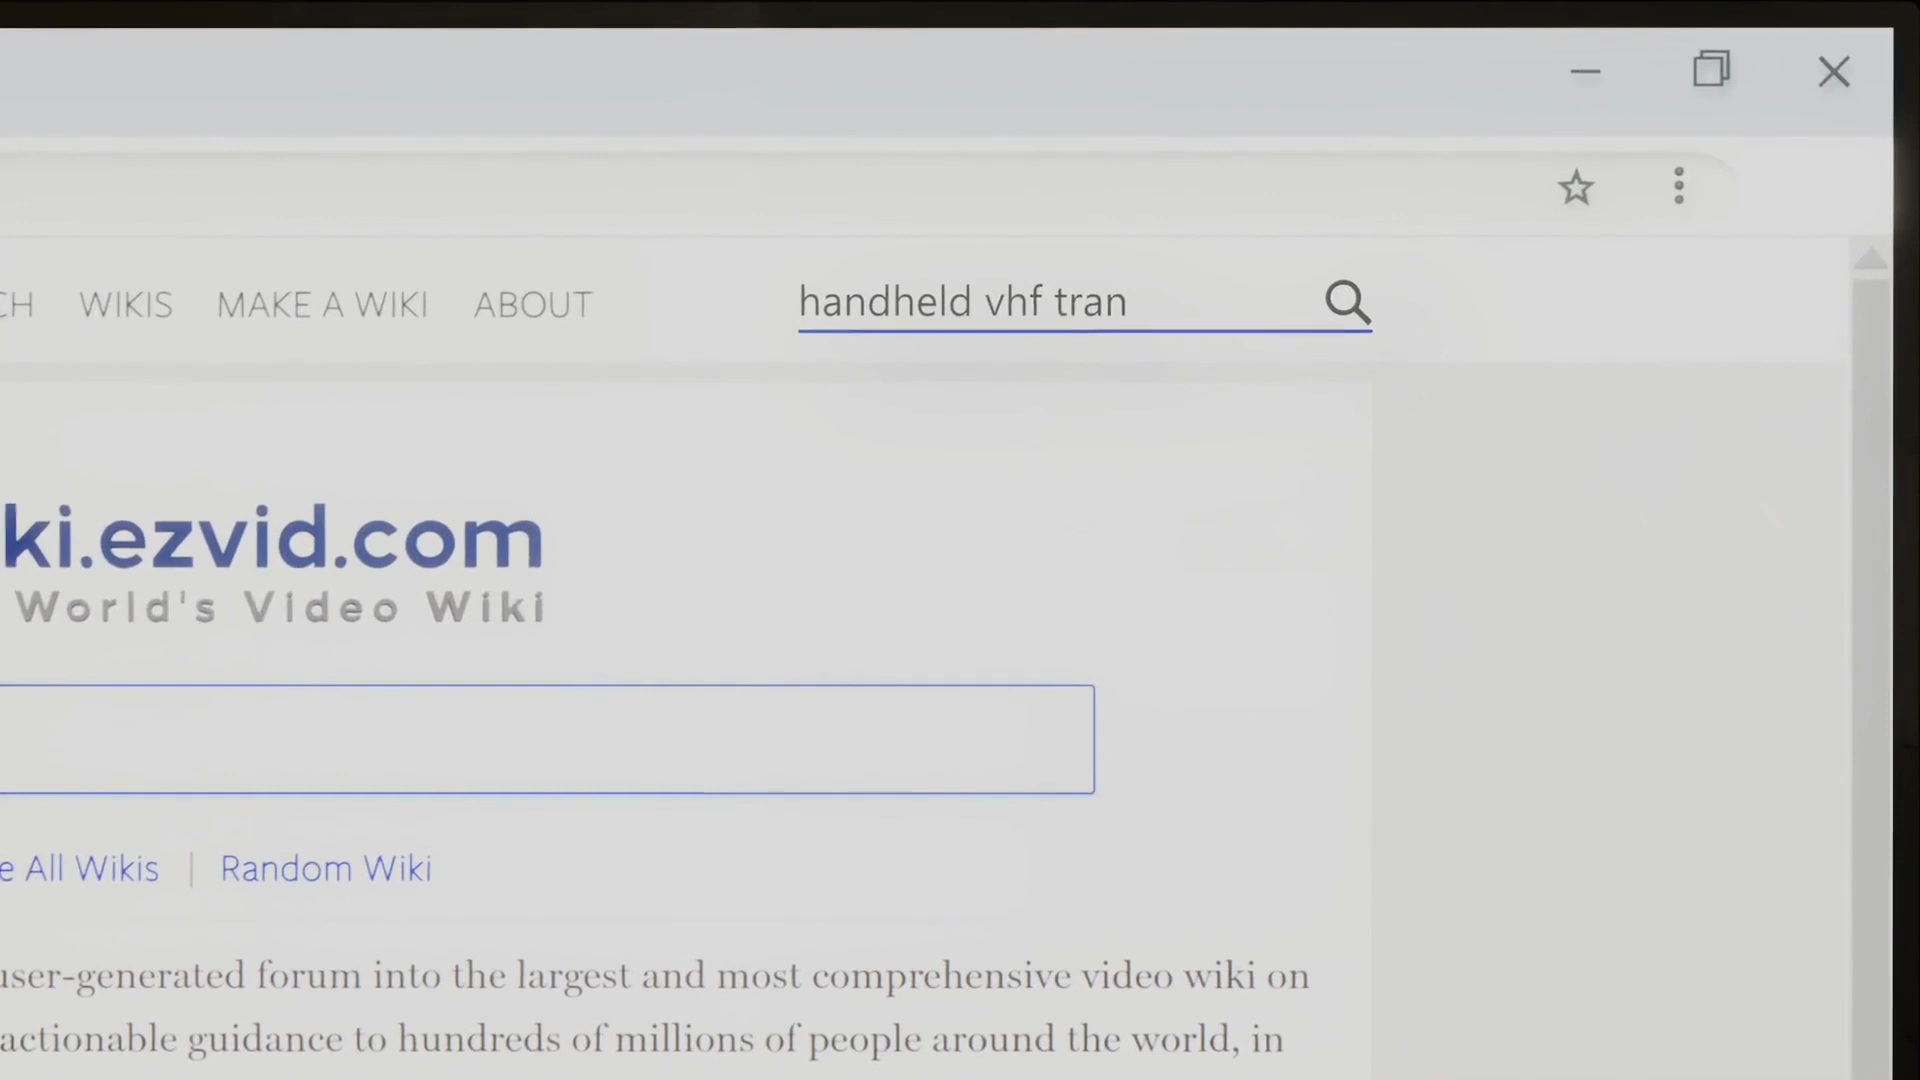 WIKIS MAKE A WIKI ABOUT handheld vhf tran
ki.ezvid.com
World's Video Wiki
All Wikis | Random Wiki
user-generated forum into the largest and most comprehensive video wiki on
actionable guidance to hundreds of millions of people around the world, in